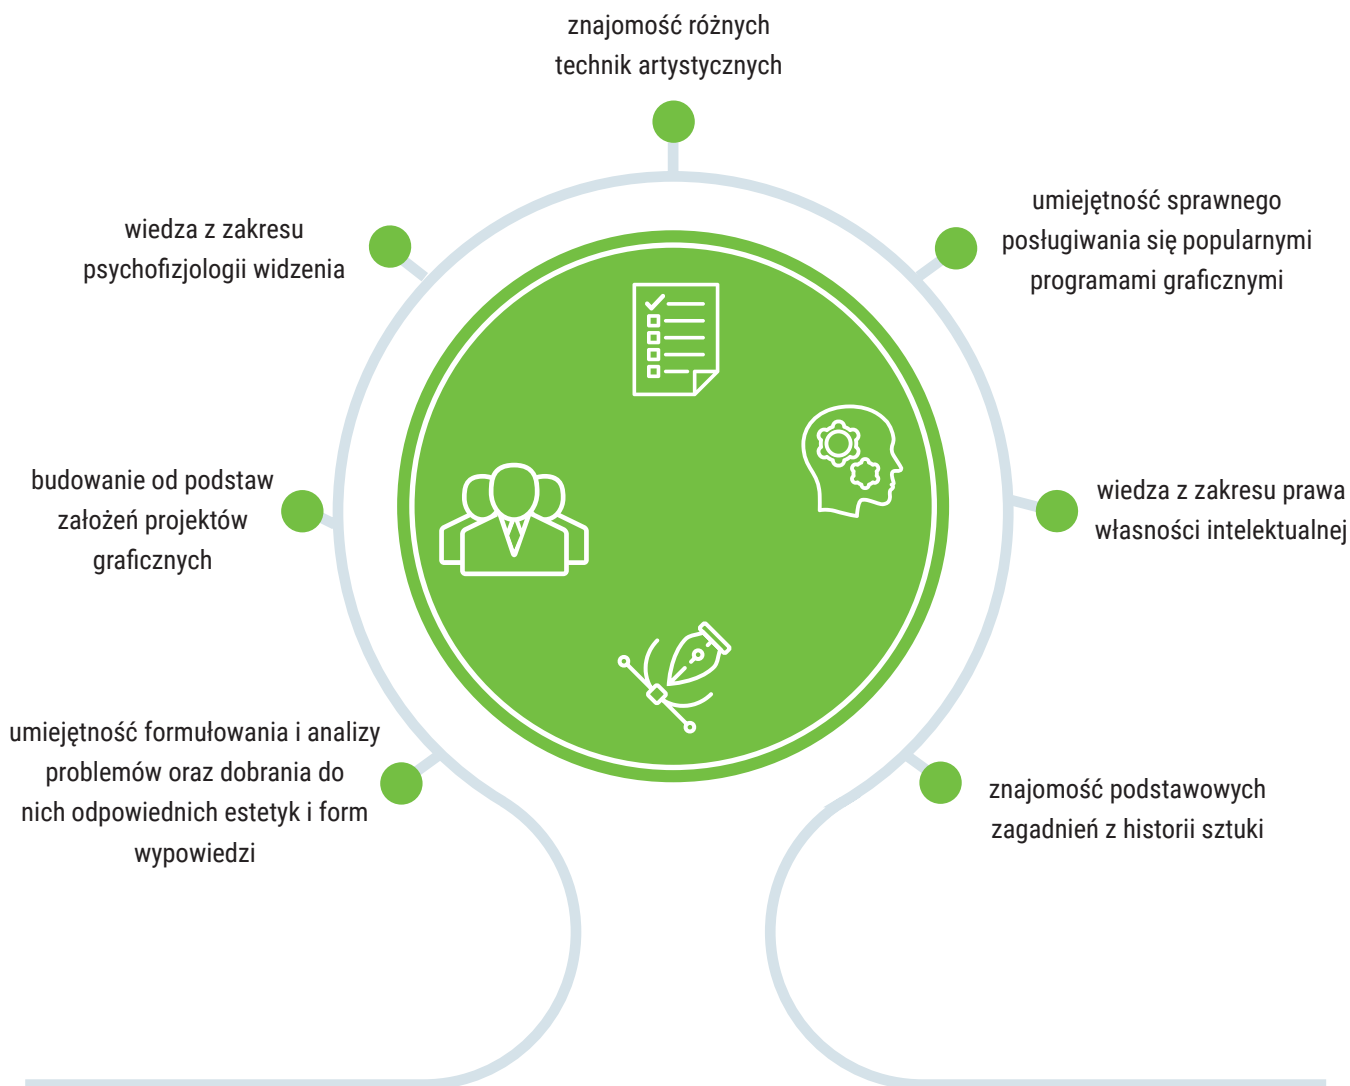 znajomość różnych
technik artystycznych
umiejętność sprawnego
posługiwania się popularnymi
programami graficznymi
wiedza z zakresu
psychofizjologii widzenia
budowanie od podstaw
założeń projektów
graficznych
wiedza z zakresu prawa
własności intelektualnej
umiejętność formułowania i analizy
problemów oraz dobrania do
nich odpowiednich estetyk i form
wypowiedzi
znajomość podstawowych
zagadnień z historii sztuki